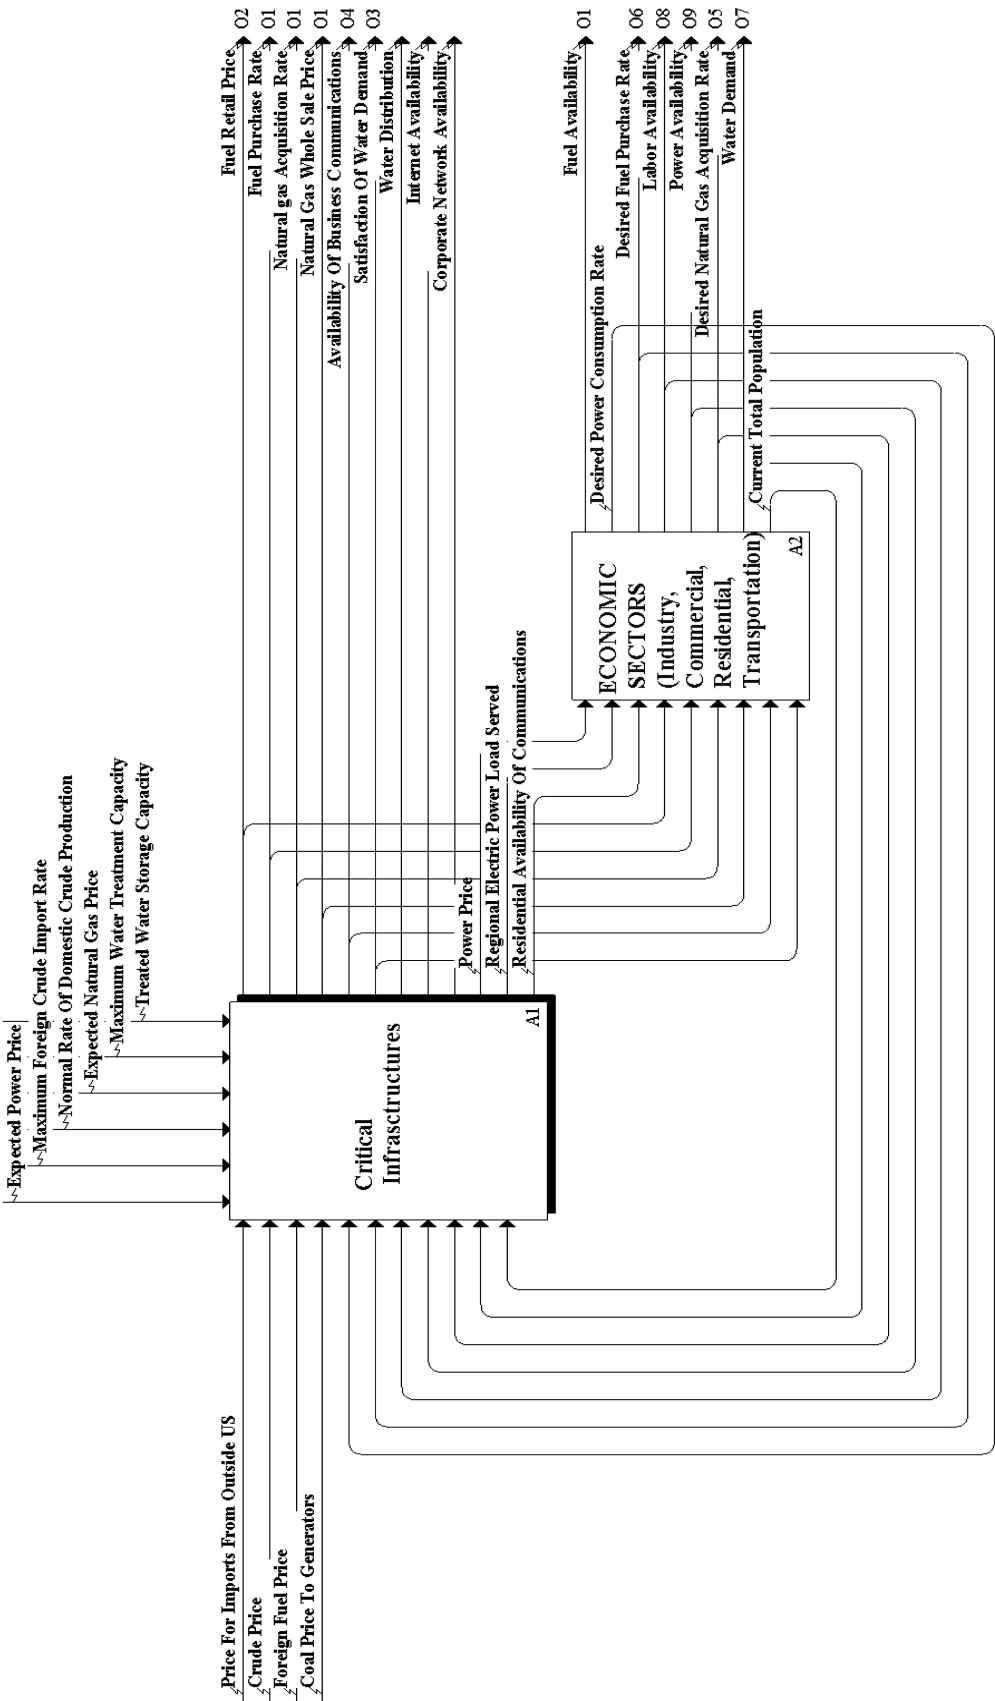 Expected Power Price
Maximum Foreign Crude Import Rate
Normal Rate Of Domestic Crude Production
Expected Natural Gas Price
Maximum Water Treatment Capacity
Treated Water Storage Capacity
Price For Imports From Outside US
Crude Price
Foreign Fuel Price
Coal Price To Generators
Critical
Infrasctructures
A1
Fuel Retail Price
O2
Fuel Purchase Rate
O1
Natural gas Acquisition Rate
O1
Natural Gas Whole Sale Price
O1
Availability Of Business Communications
O4
Satisfaction Of Water Demand
O3
Water Distribution
Internet Availability
Corporate Network Availability
Power Price
Regional Electric Power Load Served
Residential Availability Of Communications
ECONOMIC
SECTORS
(Industry,
Commercial,
Residential,
Transportation)
A2
Fuel Availability
O1
Desired Power Consumption Rate
Desired Fuel Purchase Rate
O6
Labor Availability
O8
Power Availability
O9
Desired Natural Gas Acquisition Rate
O5
Water Demand
O7
Current Total Population